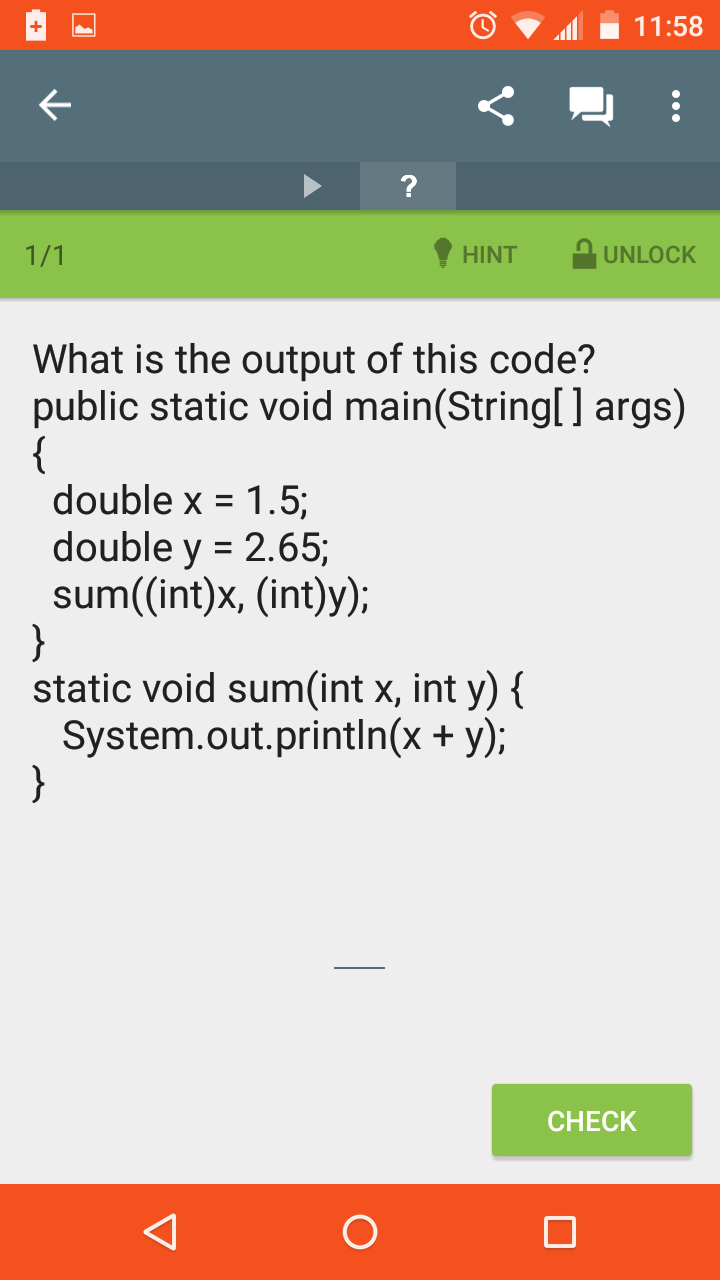 11:58
?
1/1 HINT UNLOCK
What is the output of this code?
public static void main(String[ ] args)
{
double x = 1.5;
double y = 2.65;
sum((int)x, (int)y);
}
static void sum(int x, int y) {
System.out.println(x + y);
}
CHECK